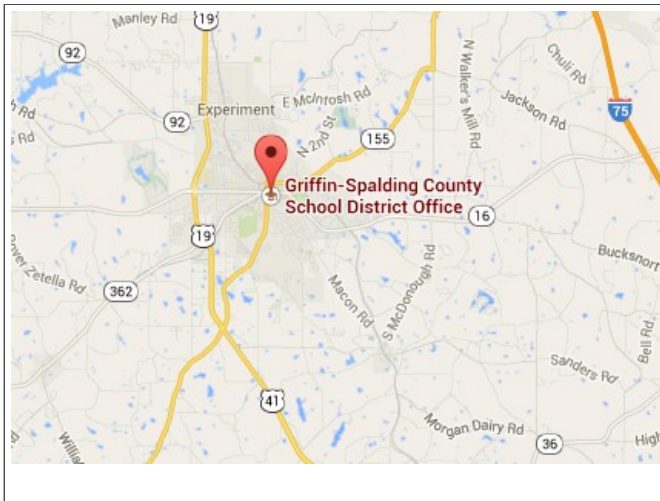 Manley Rd
19
92
Chuli Rd
N Walker's Mill Rd
Experiment
E McIntosh Rd
Jackson Rd
75
92
N 2nd St
155
Griffin-Spalding County
School District Office
16
19
Bucksnort
362
Macon Rd
S McDonough Rd
Bell Rd
Sanders Rd
41
Morgan Dairy Rd
36
High